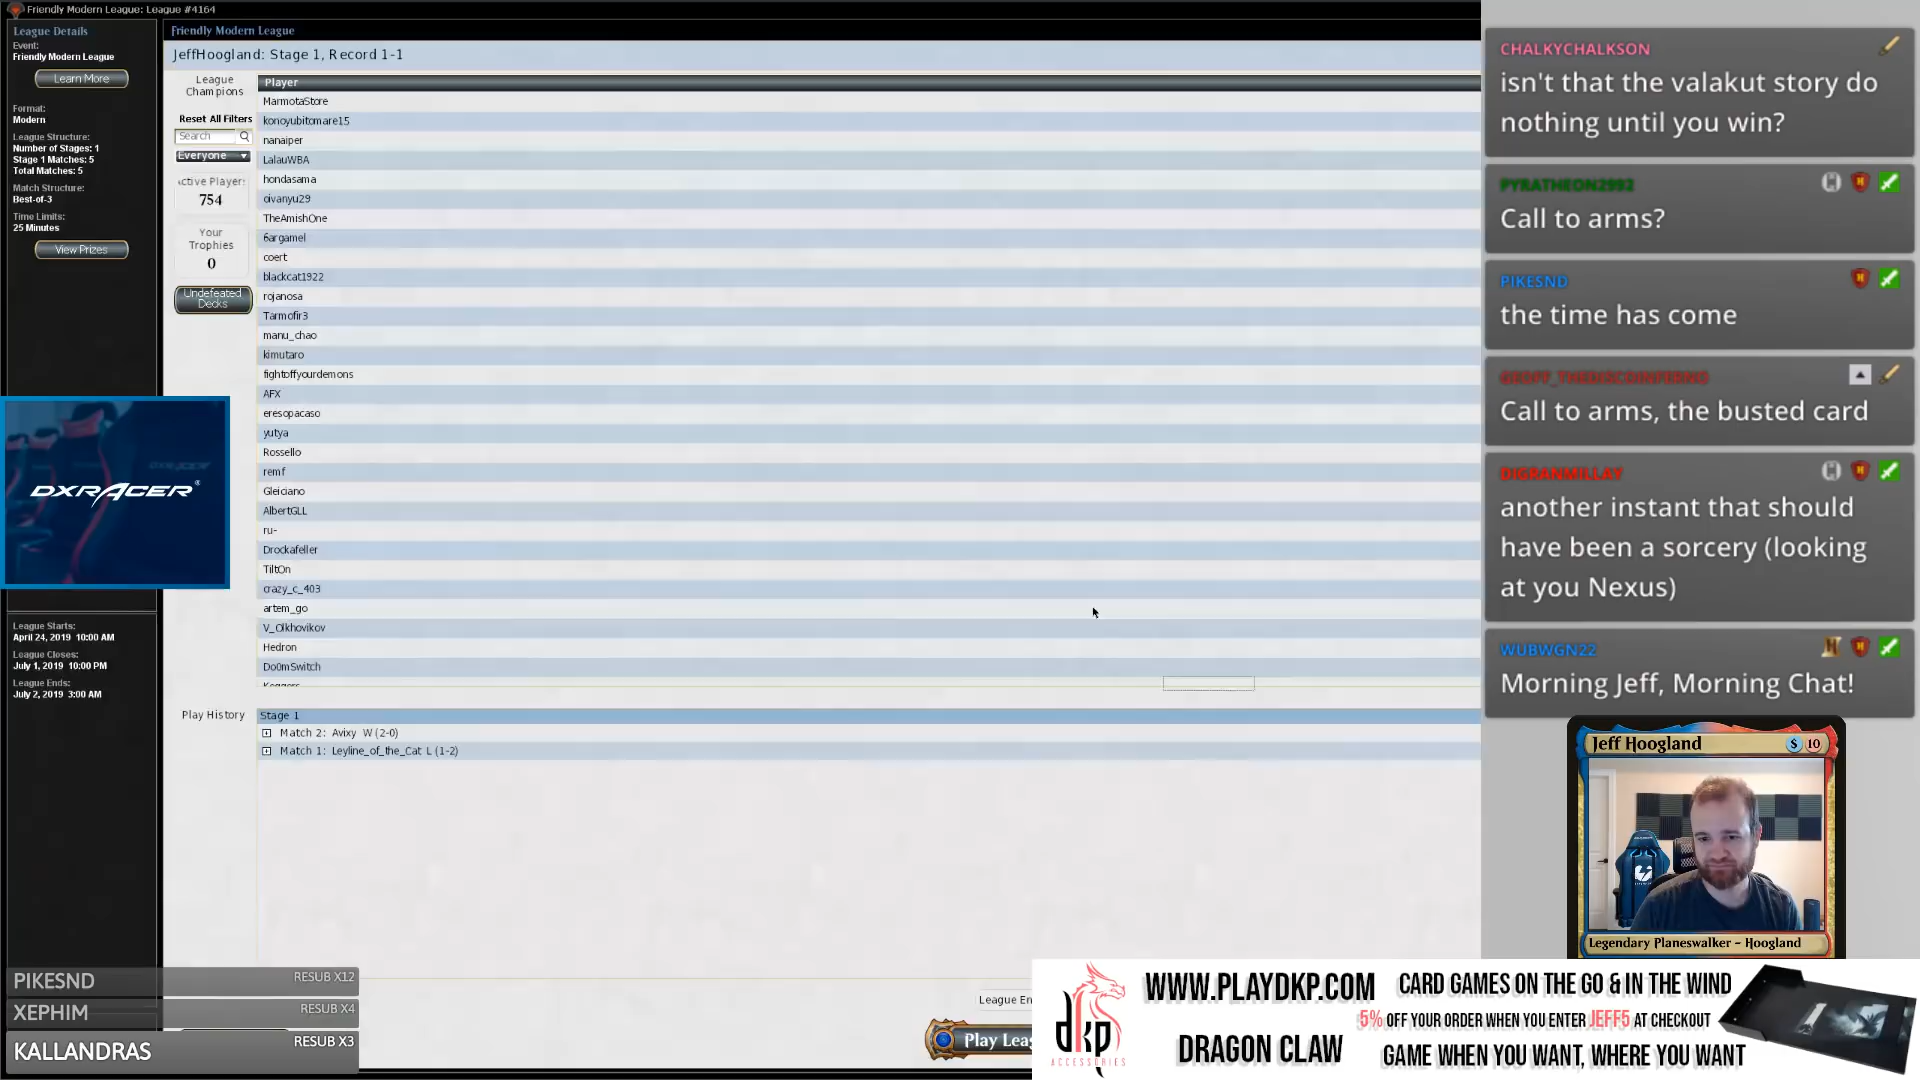 Friendly Modern League: League #4164
League Details
Event:
Friendly Modern League
Learn More
Format:
Modern
League Structure:
Number of Stages: 1
Stage 1 Matches: 5
Total Matches: 5
Match Structure:
Best-of-3
Time Limits:
25 Minutes
View Prizes
DXRACER
League Starts:
April 24, 2019 10:00 AM
League Closes:
July 1, 2019 10:00 PM
League Ends:
July 2, 2019 3:00 AM
Friendly Modern League
JeffHoogland: Stage 1, Record 1-1
League
Champions
Reset All Filters
Search
Everyone
Your
Trophies
0
754
Undefeated
Decks
Player
MarmotaStore
konoyubitomare15
nanaiper
LalauWBA
hondasama
oivanyu29
TheAmishOne
6argamel
coert
blackcat1922
rojanosa
Tarmofir3
manu_chao
kimutaro
fightoffyourdemons
AFX
eresopacaso
yutya
Rossello
remf
Gleiciano
AlbertGLL
ru-
Drockafeller
TiltOn
crazy_c_403
artem_go
V_Olkhovikov
Hedron
Do0mSwitch
Play History
Stage 1
Match 2: Avixy W (2-0)
Match 1: Leyline_of_the_Cat L (1-2)
PIKESND RESUB X12
XEPHIM RESUB X4
KALLANDRAS RESUB X3
CHALKYCHALKSON
isn't that the valakut story do
nothing until you win?
PYRATHEON2992
Call to arms?
PIKESND
the time has come
GEOFF_THEDISCOINFERNO
Call to arms, the busted card
DIGRANMILLAY
another instant that should
have been a sorcery (looking
at you Nexus)
WUBWGN22
Morning Jeff, Morning Chat!
Jeff Hoogland $ 10
Legendary Planeswalker - Hoogland
dkp
ACCESSORIES
WWW.PLAYDKP.COM
DRAGON CLAW
CARD GAMES ON THE GO & IN THE WIND
5% OFF YOUR ORDER WHEN YOU ENTER JEFF5 AT CHECKOUT
GAME WHEN YOU WANT, WHERE YOU WANT